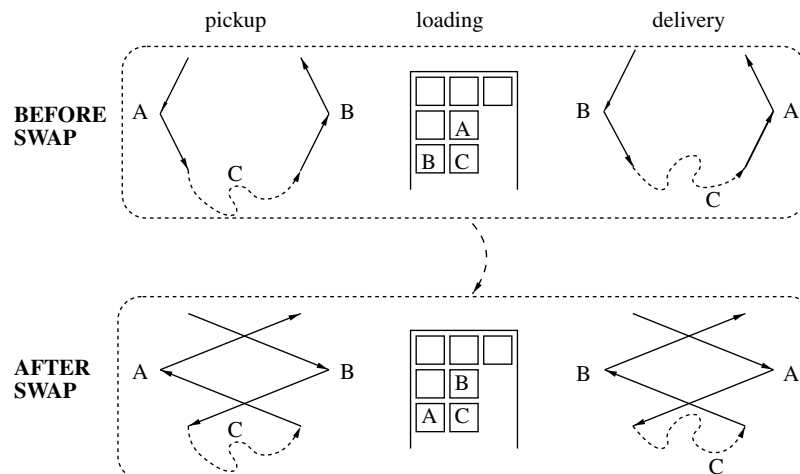 pickup loading delivery
BEFORE
SWAP
A B C
A
B C
B A C
AFTER
SWAP
A B C
B
A C
B A C